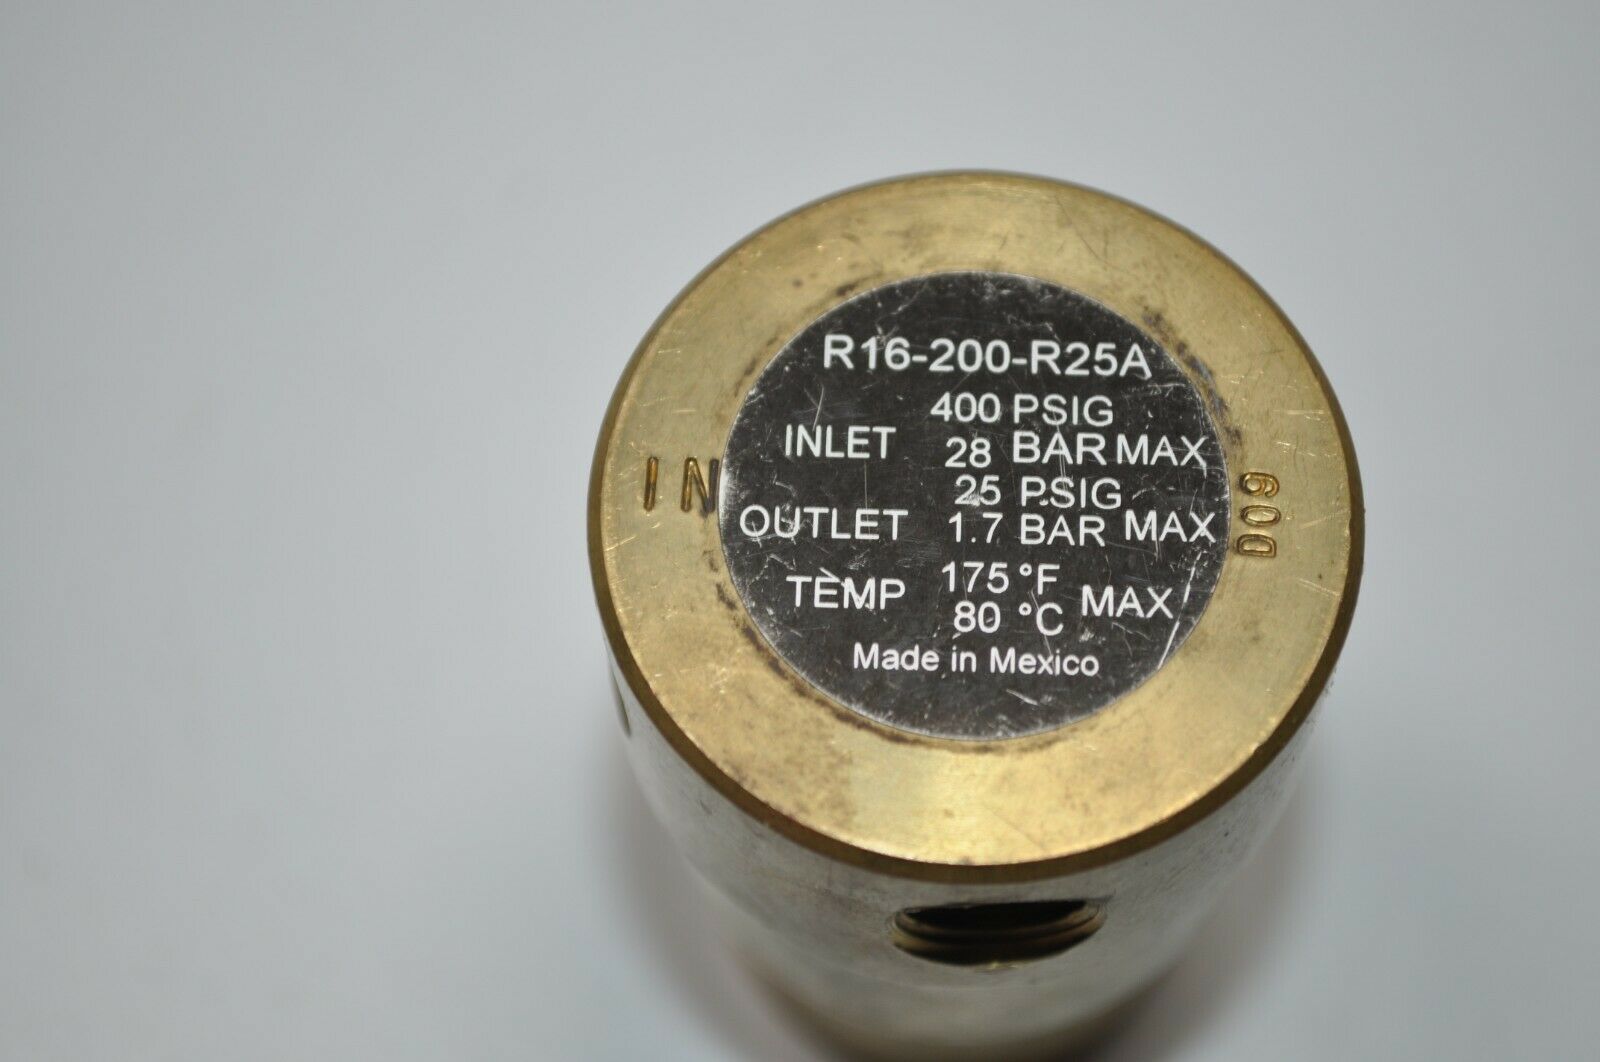 R16-200-R25A
400 PSIG
INLET 28 BAR MAX
25 PSIG
OUTLET 1.7 BAR MAX
175 °F
TEMP 80 °C MAX
Made in Mexico
IN
D09